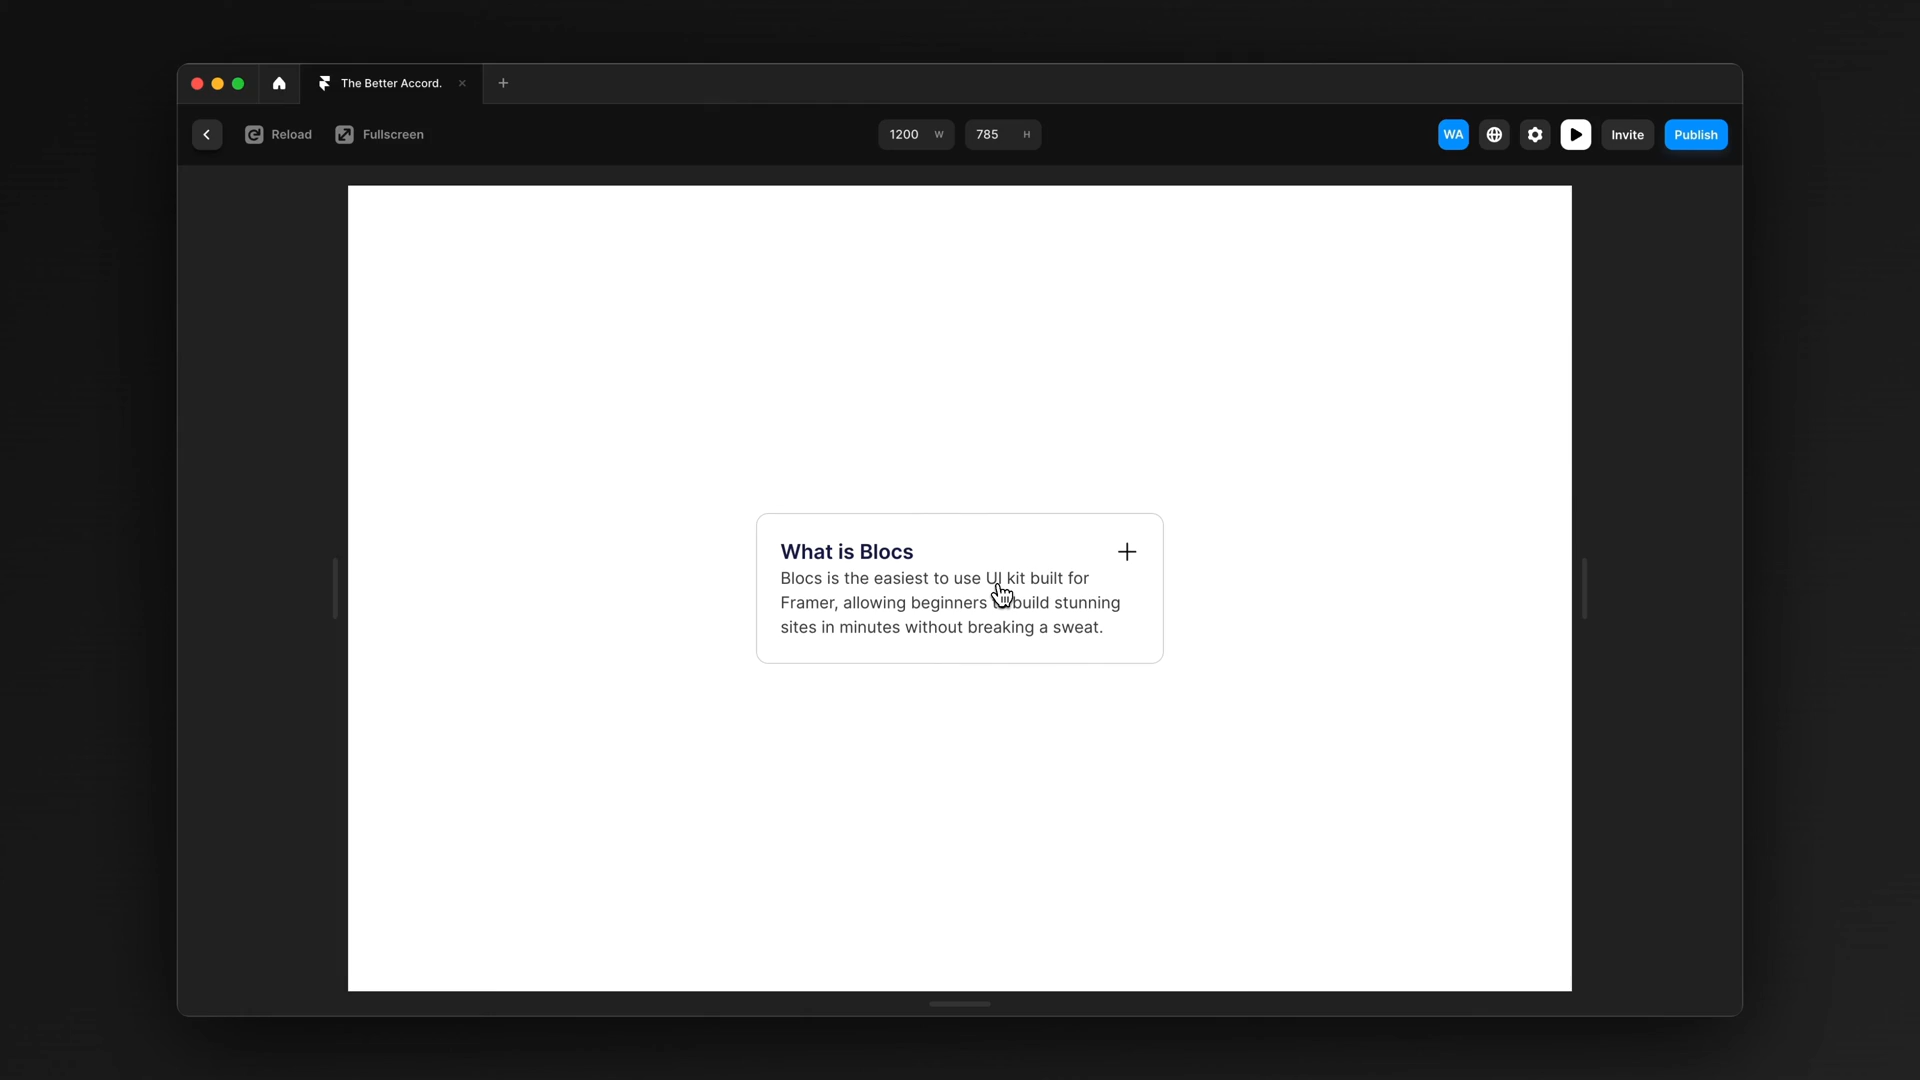 The Better Accord.
Reload
Fullscreen
1200 W
785 H
WA
Invite
Publish
What is Blocs
Blocs is the easiest to use UI kit built for
Framer, allowing beginners build stunning
sites in minutes without breaking a sweat.